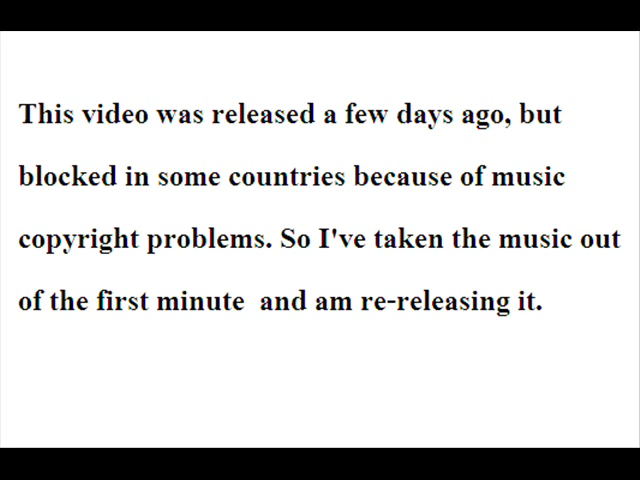 This video was released a few days ago, but
blocked in some countries because of music
copyright problems. So I've taken the music out
of the first minute  and am re-releasing it.